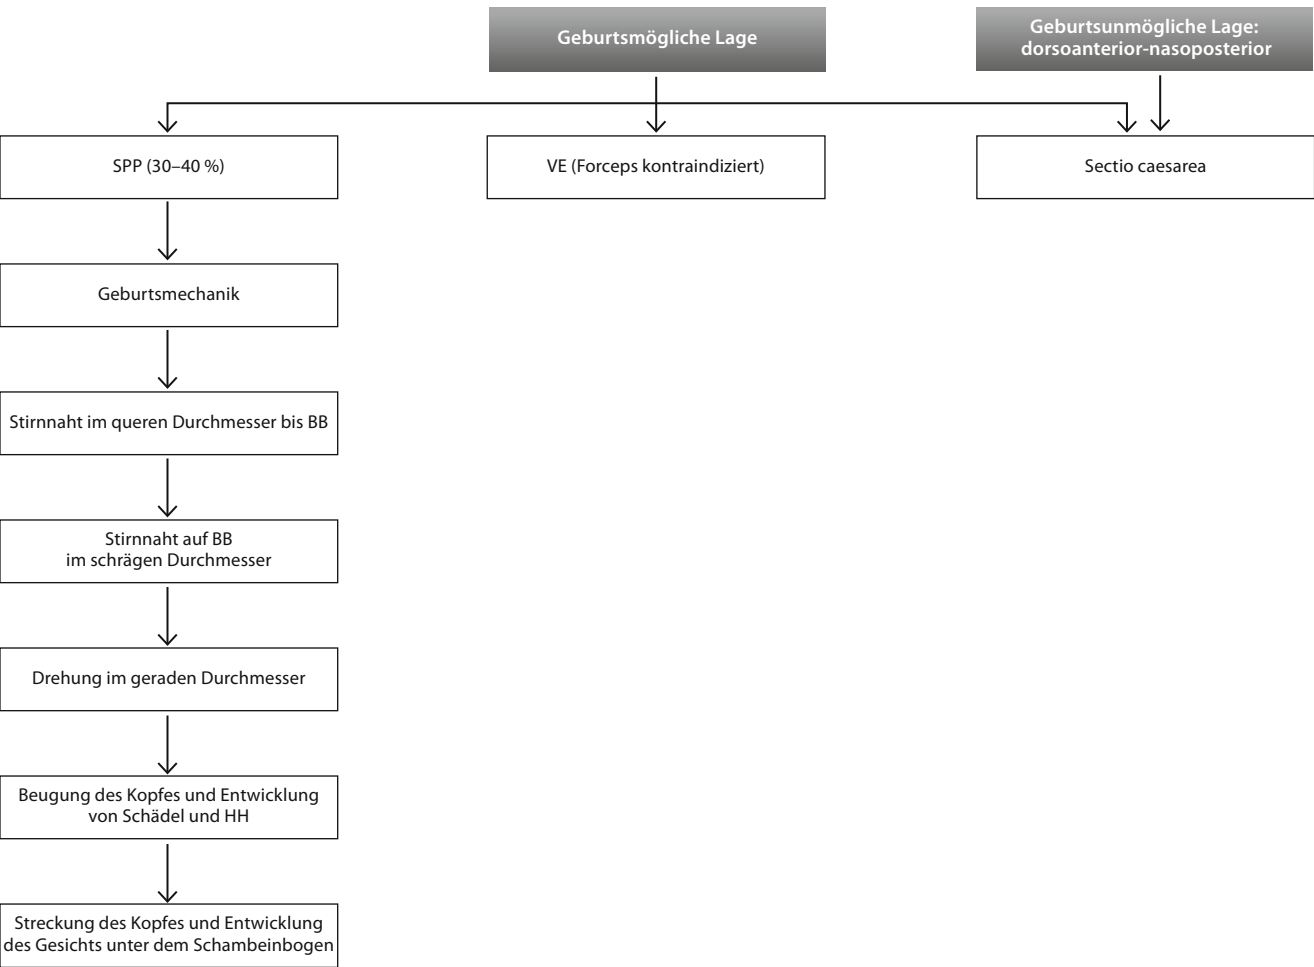 Geburtsmögliche Lage
Geburtsunmögliche Lage:
dorsoanterior-nasoposterior
SPP (30–40 %)
VE (Forceps kontraindiziert)
Sectio caesarea
Geburtsmechanik
Stirnnaht im queren Durchmesser bis BB
Stirnnaht auf BB
im schrägen Durchmesser
Drehung im geraden Durchmesser
Beugung des Kopfes und Entwicklung
von Schädel und HH
Streckung des Kopfes und Entwicklung
des Gesichts unter dem Schambeinbogen